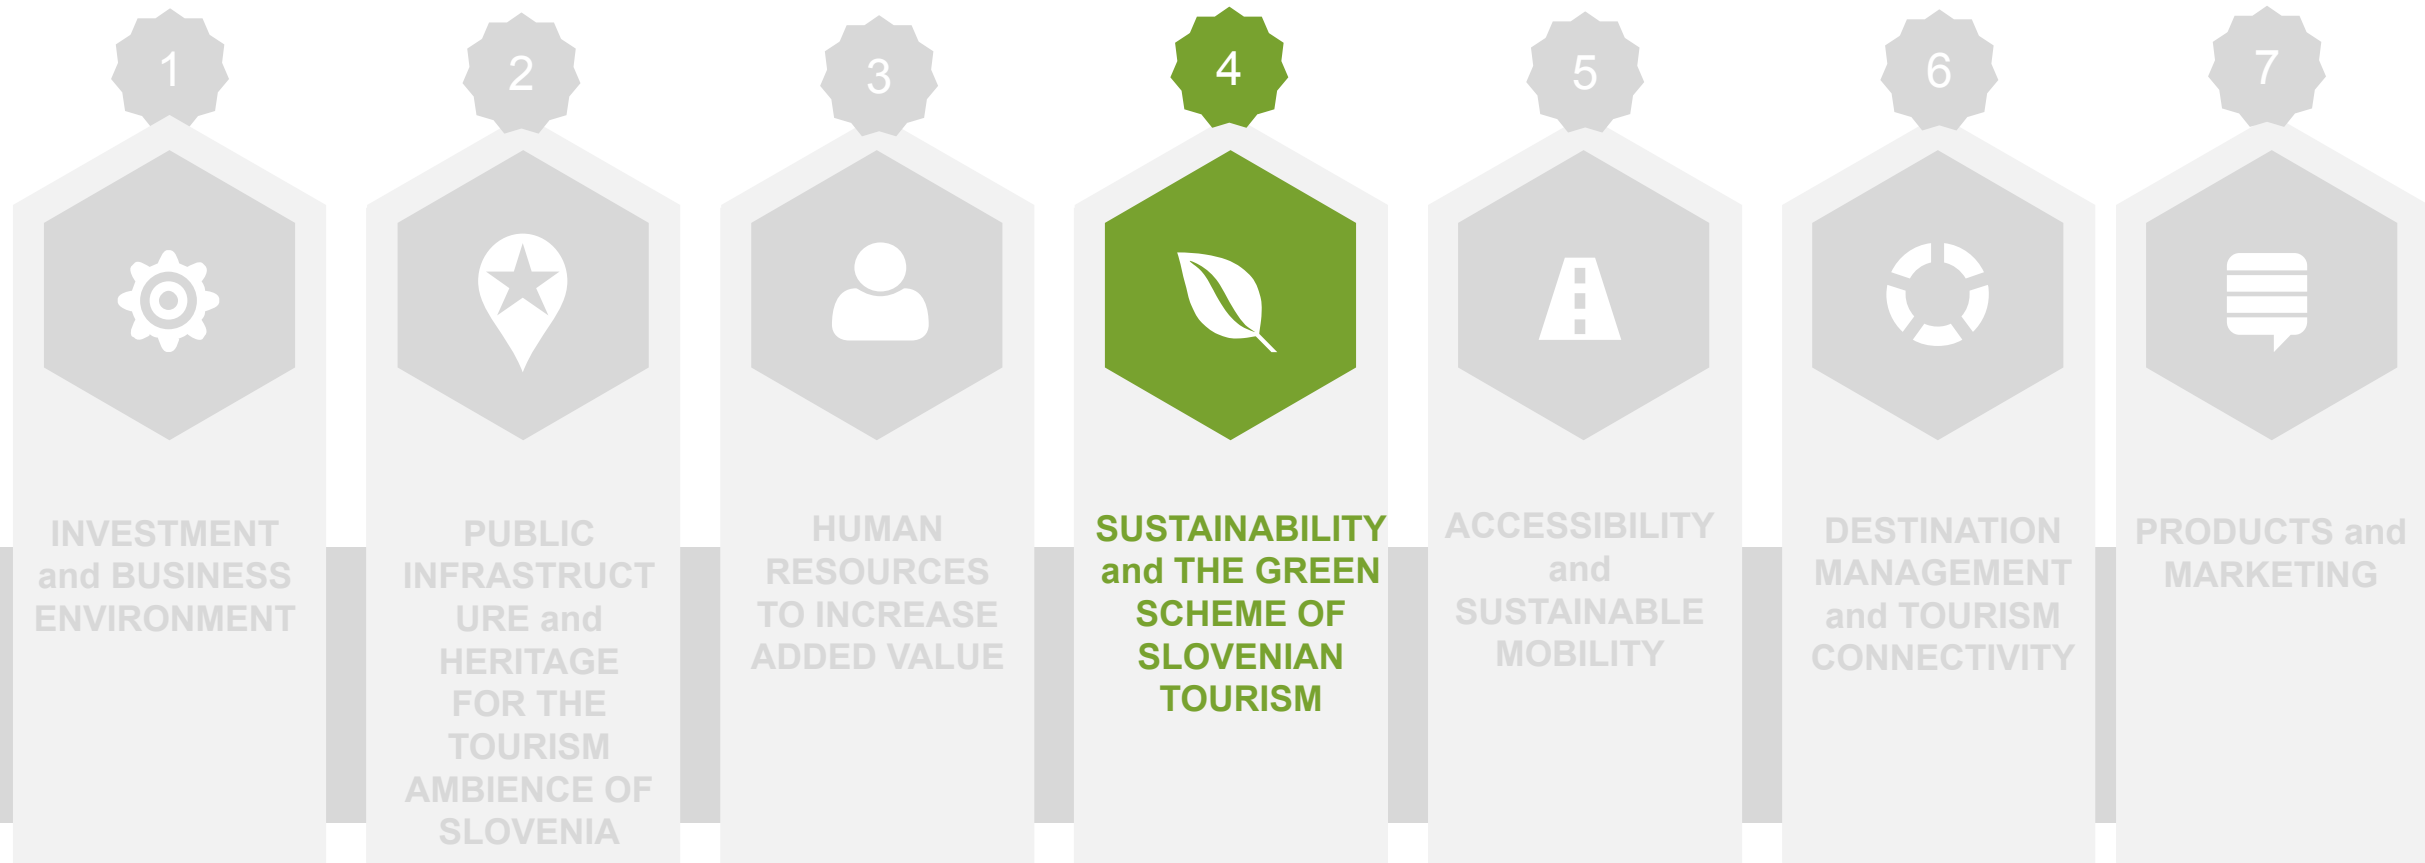 1
INVESTMENT
and BUSINESS
ENVIRONMENT
2
PUBLIC
INFRASTRUCT
URE and
HERITAGE
FOR THE
TOURISM
AMBIENCE OF
SLOVENIA
3
HUMAN
RESOURCES
TO INCREASE
ADDED VALUE
4
SUSTAINABILITY
and THE GREEN
SCHEME OF
SLOVENIAN
TOURISM
5
ACCESSIBILITY
and
SUSTAINABLE
MOBILITY
6
DESTINATION
MANAGEMENT
and TOURISM
CONNECTIVITY
7
PRODUCTS and
MARKETING